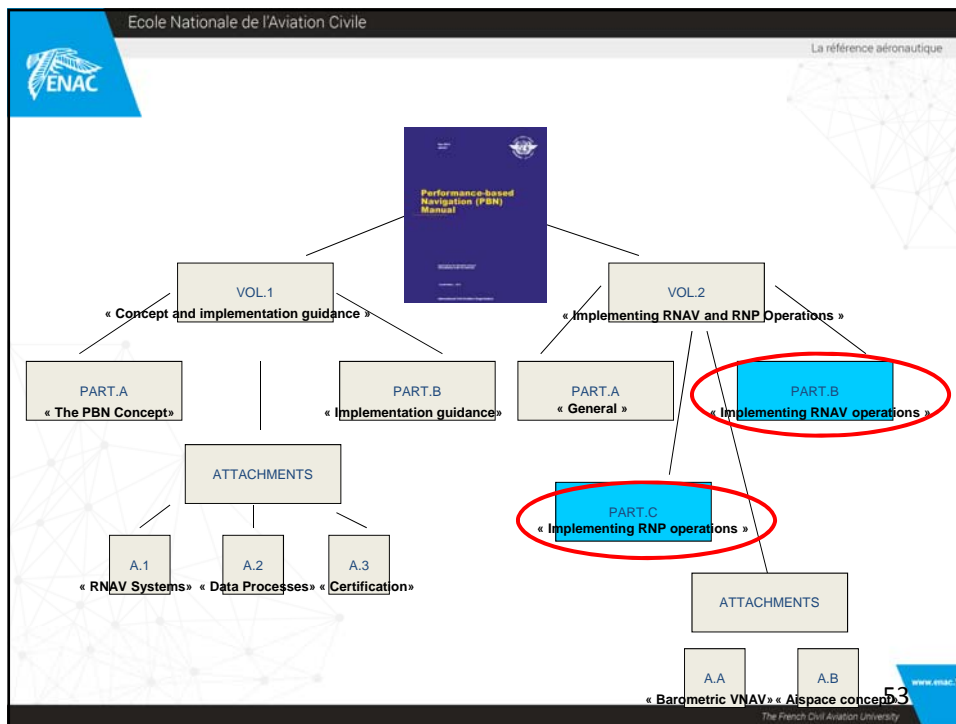 Ecole Nationale de l'Aviation Civile
La référence aéronautique
ENAC
Performance-based
Navigation (PBN)
Manual
VOL.1
« Concept and implementation guidance »
VOL.2
« Implementing RNAV and RNP Operations »
PART.A
« The PBN Concept»
PART.B
« Implementation guidance»
PART.A
« General »
PART.B
« Implementing RNAV operations »
ATTACHMENTS
PART.C
« Implementing RNP operations »
A.1
« RNAV Systems»
A.2
« Data Processes»
A.3
« Certification»
ATTACHMENTS
A.A
« Barometric VNAV»
A.B
« Aispace concept»
53
www.enac.
The French Civil Aviation University